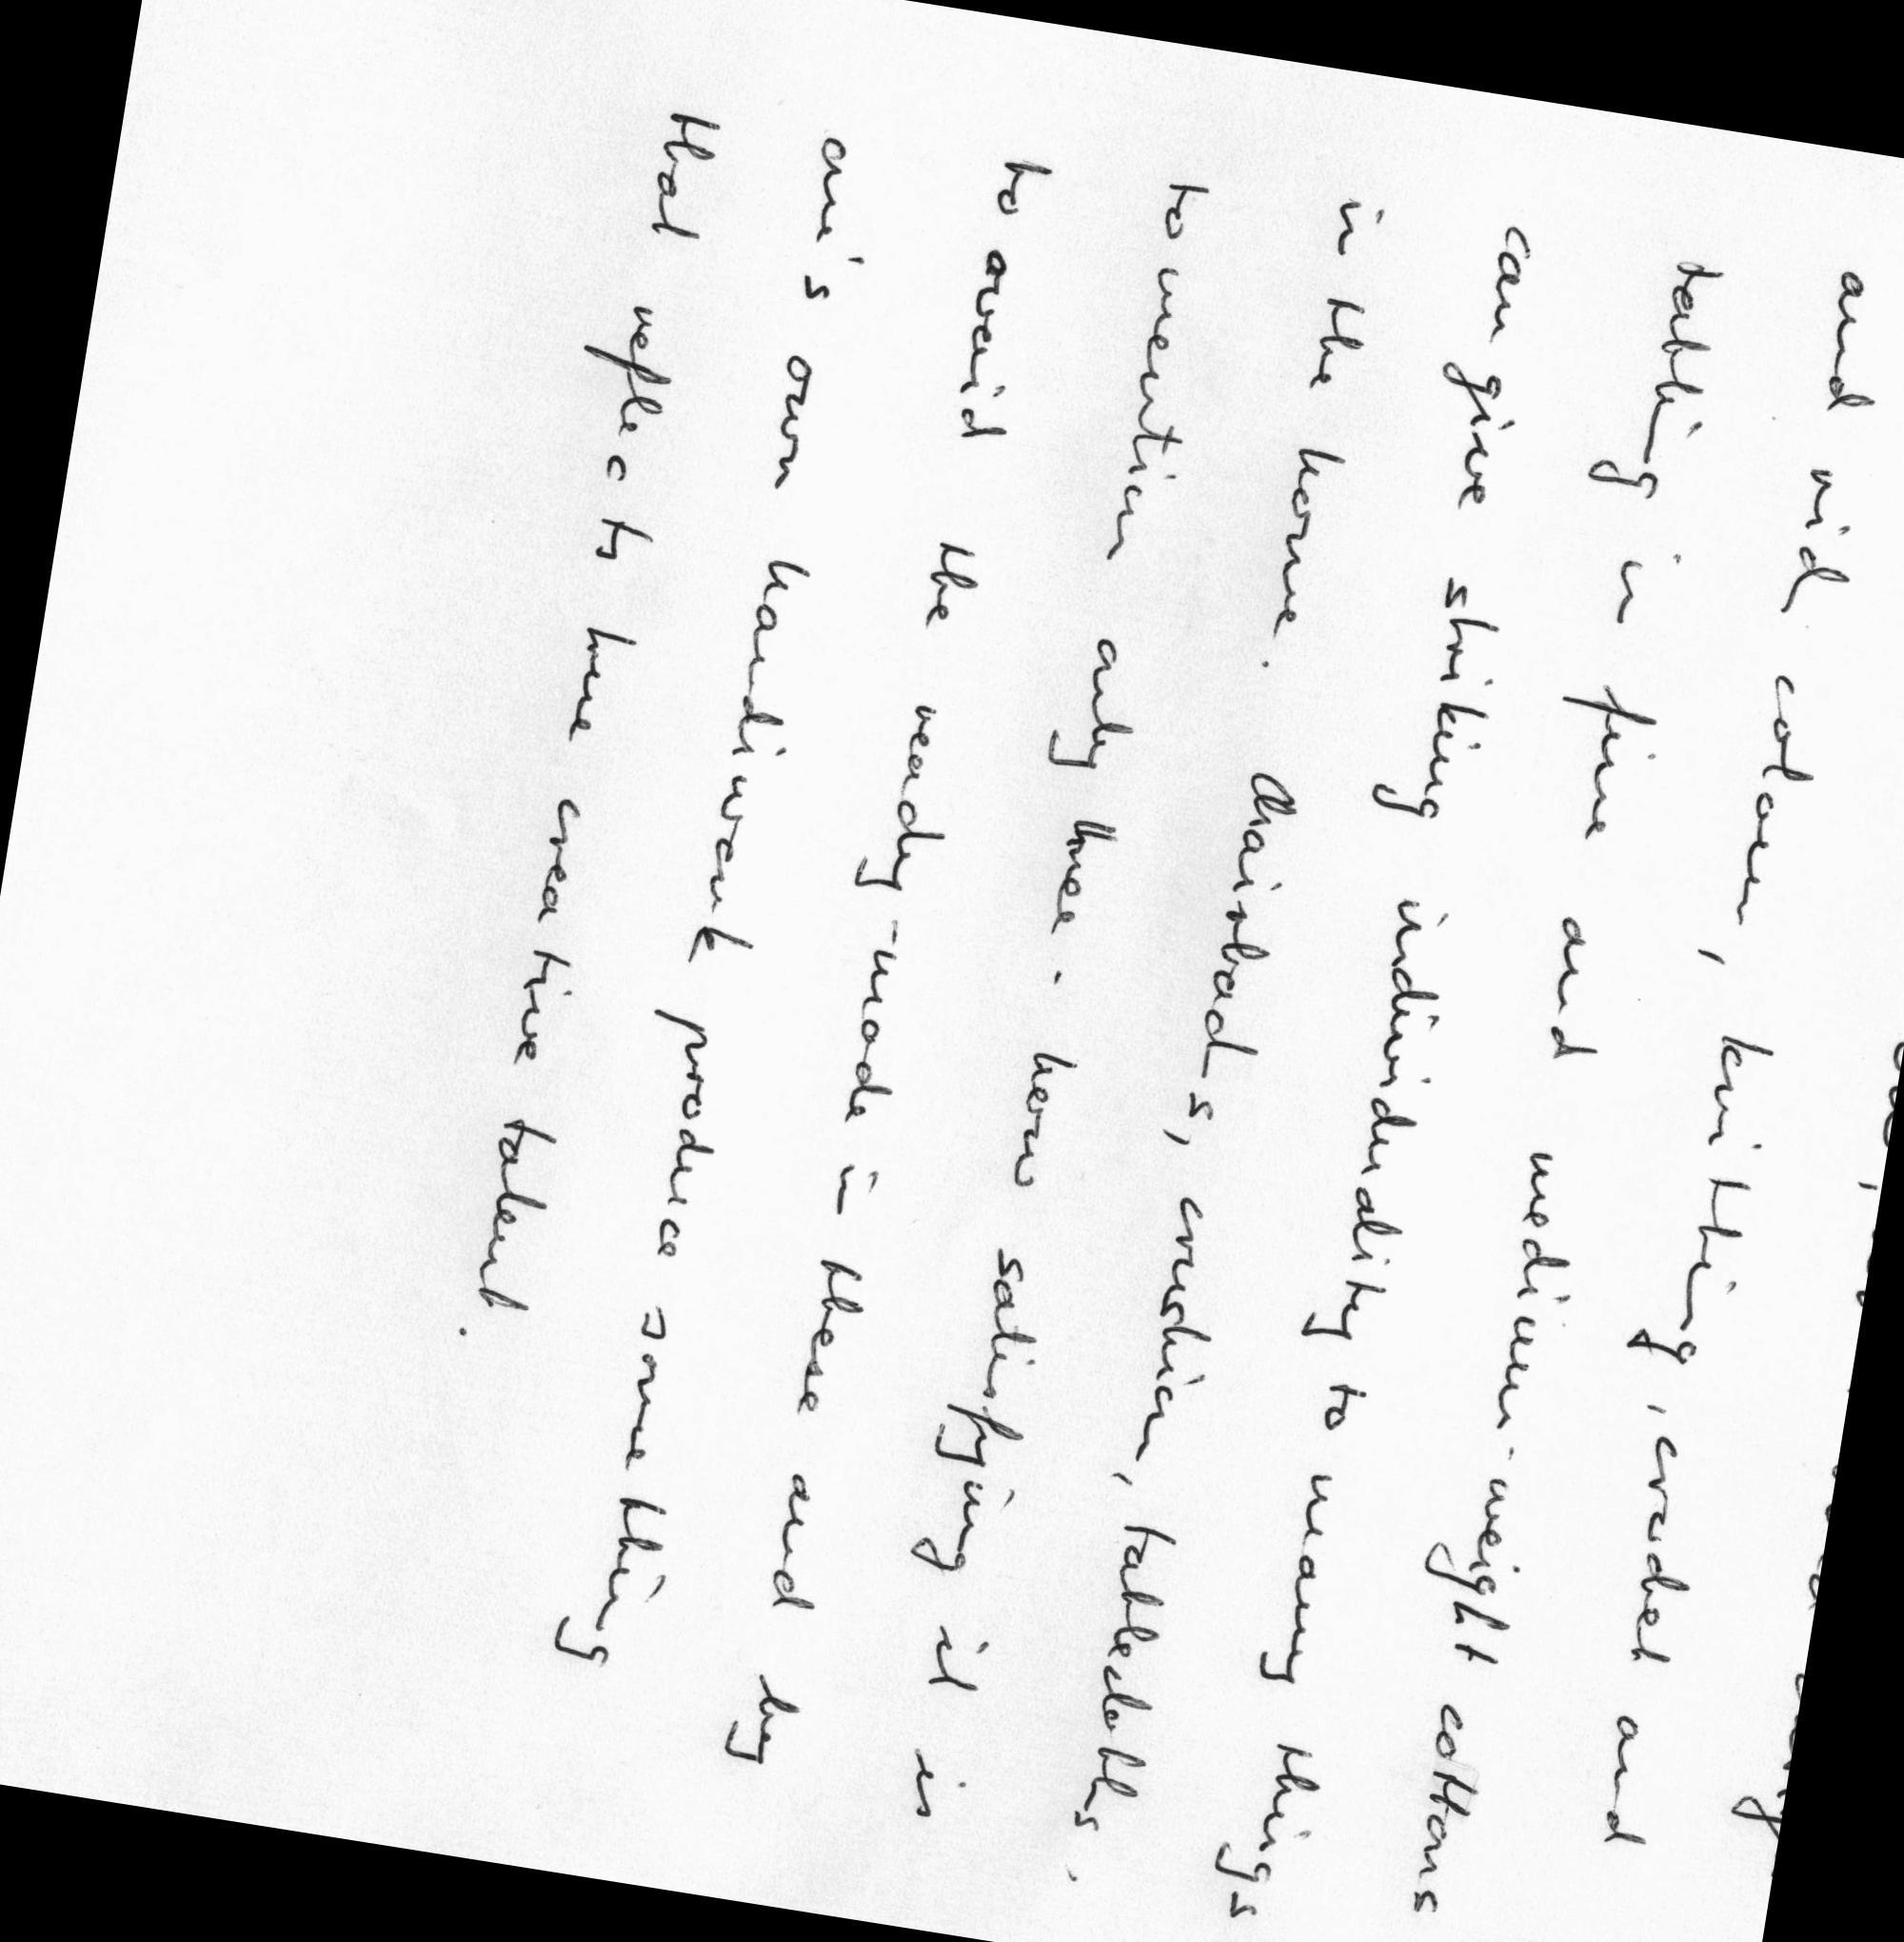 and rich colour, knitting, crochet and
tatting in fine and medium-weight cottons
can give striking individuality to many things
in the home. Chairbacks, cushion, tablecloths.
to mention only three - how satisfying it is
to avoid the ready-made in these and by
one's own handiwork produce something
that reflects true creative talent.